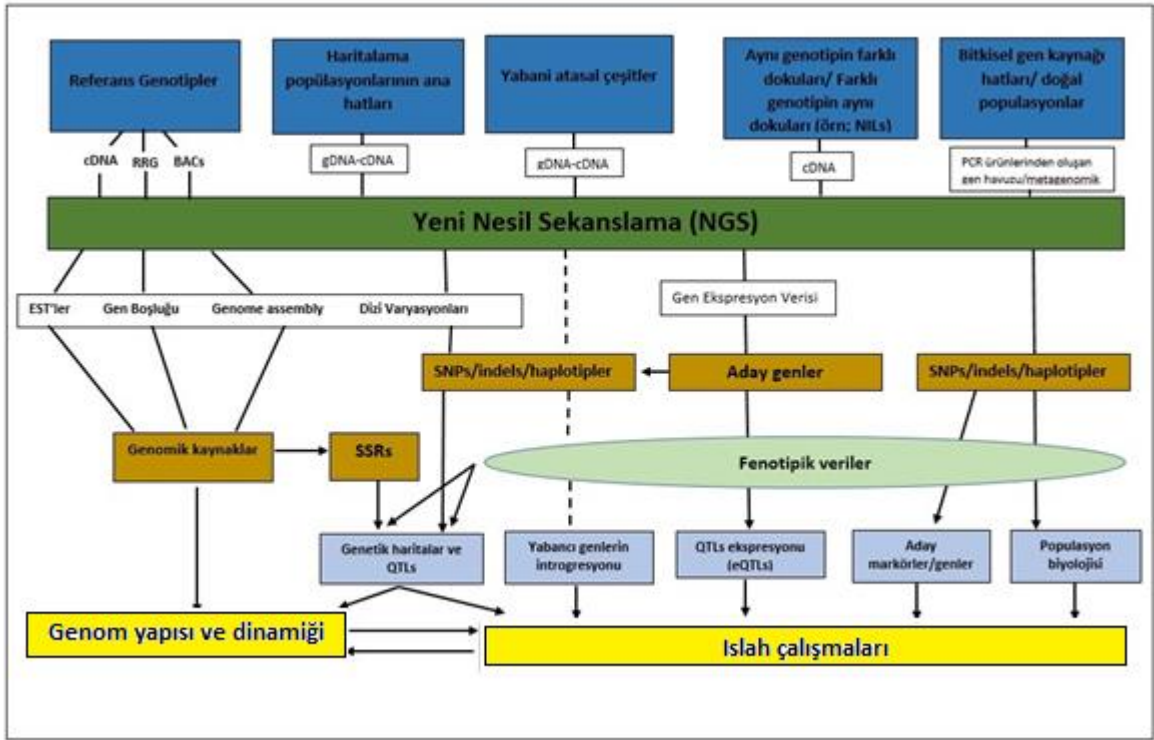 Referans Genotipler
Haritalama
popülasyonlarının ana
hatları
Yabani atasal çeşitler
Aynı genotipin farklı
dokuları/ Farklı
genotipin aynı
dokuları (örn; NILs)
Bitkisel gen kaynağı
hatları/ doğal
populasyonlar
cDNA
RRG
BACs
gDNA-cDNA
gDNA-cDNA
cDNA
PCR ürünlerinden oluşan
gen havuzu/metagenomik
Yeni Nesil Sekanslama (NGS)
EST'ler
Gen Boşluğu
Genome assembly
Dizi Varyasyonları
Gen Ekspresyon Verisi
SNPs/indels/haplotipler
Aday genler
SNPs/indels/haplotipler
Genomik kaynaklar
SSRs
Fenotipik veriler
Genetik haritalar ve
QTLs
Yabancı genlerin
introgresyonu
QTLs ekspresyonu
(eQTLs)
Aday
markörler/genler
Populasyon
biyolojisi
Genom yapısı ve dinamiği
Islah çalışmaları